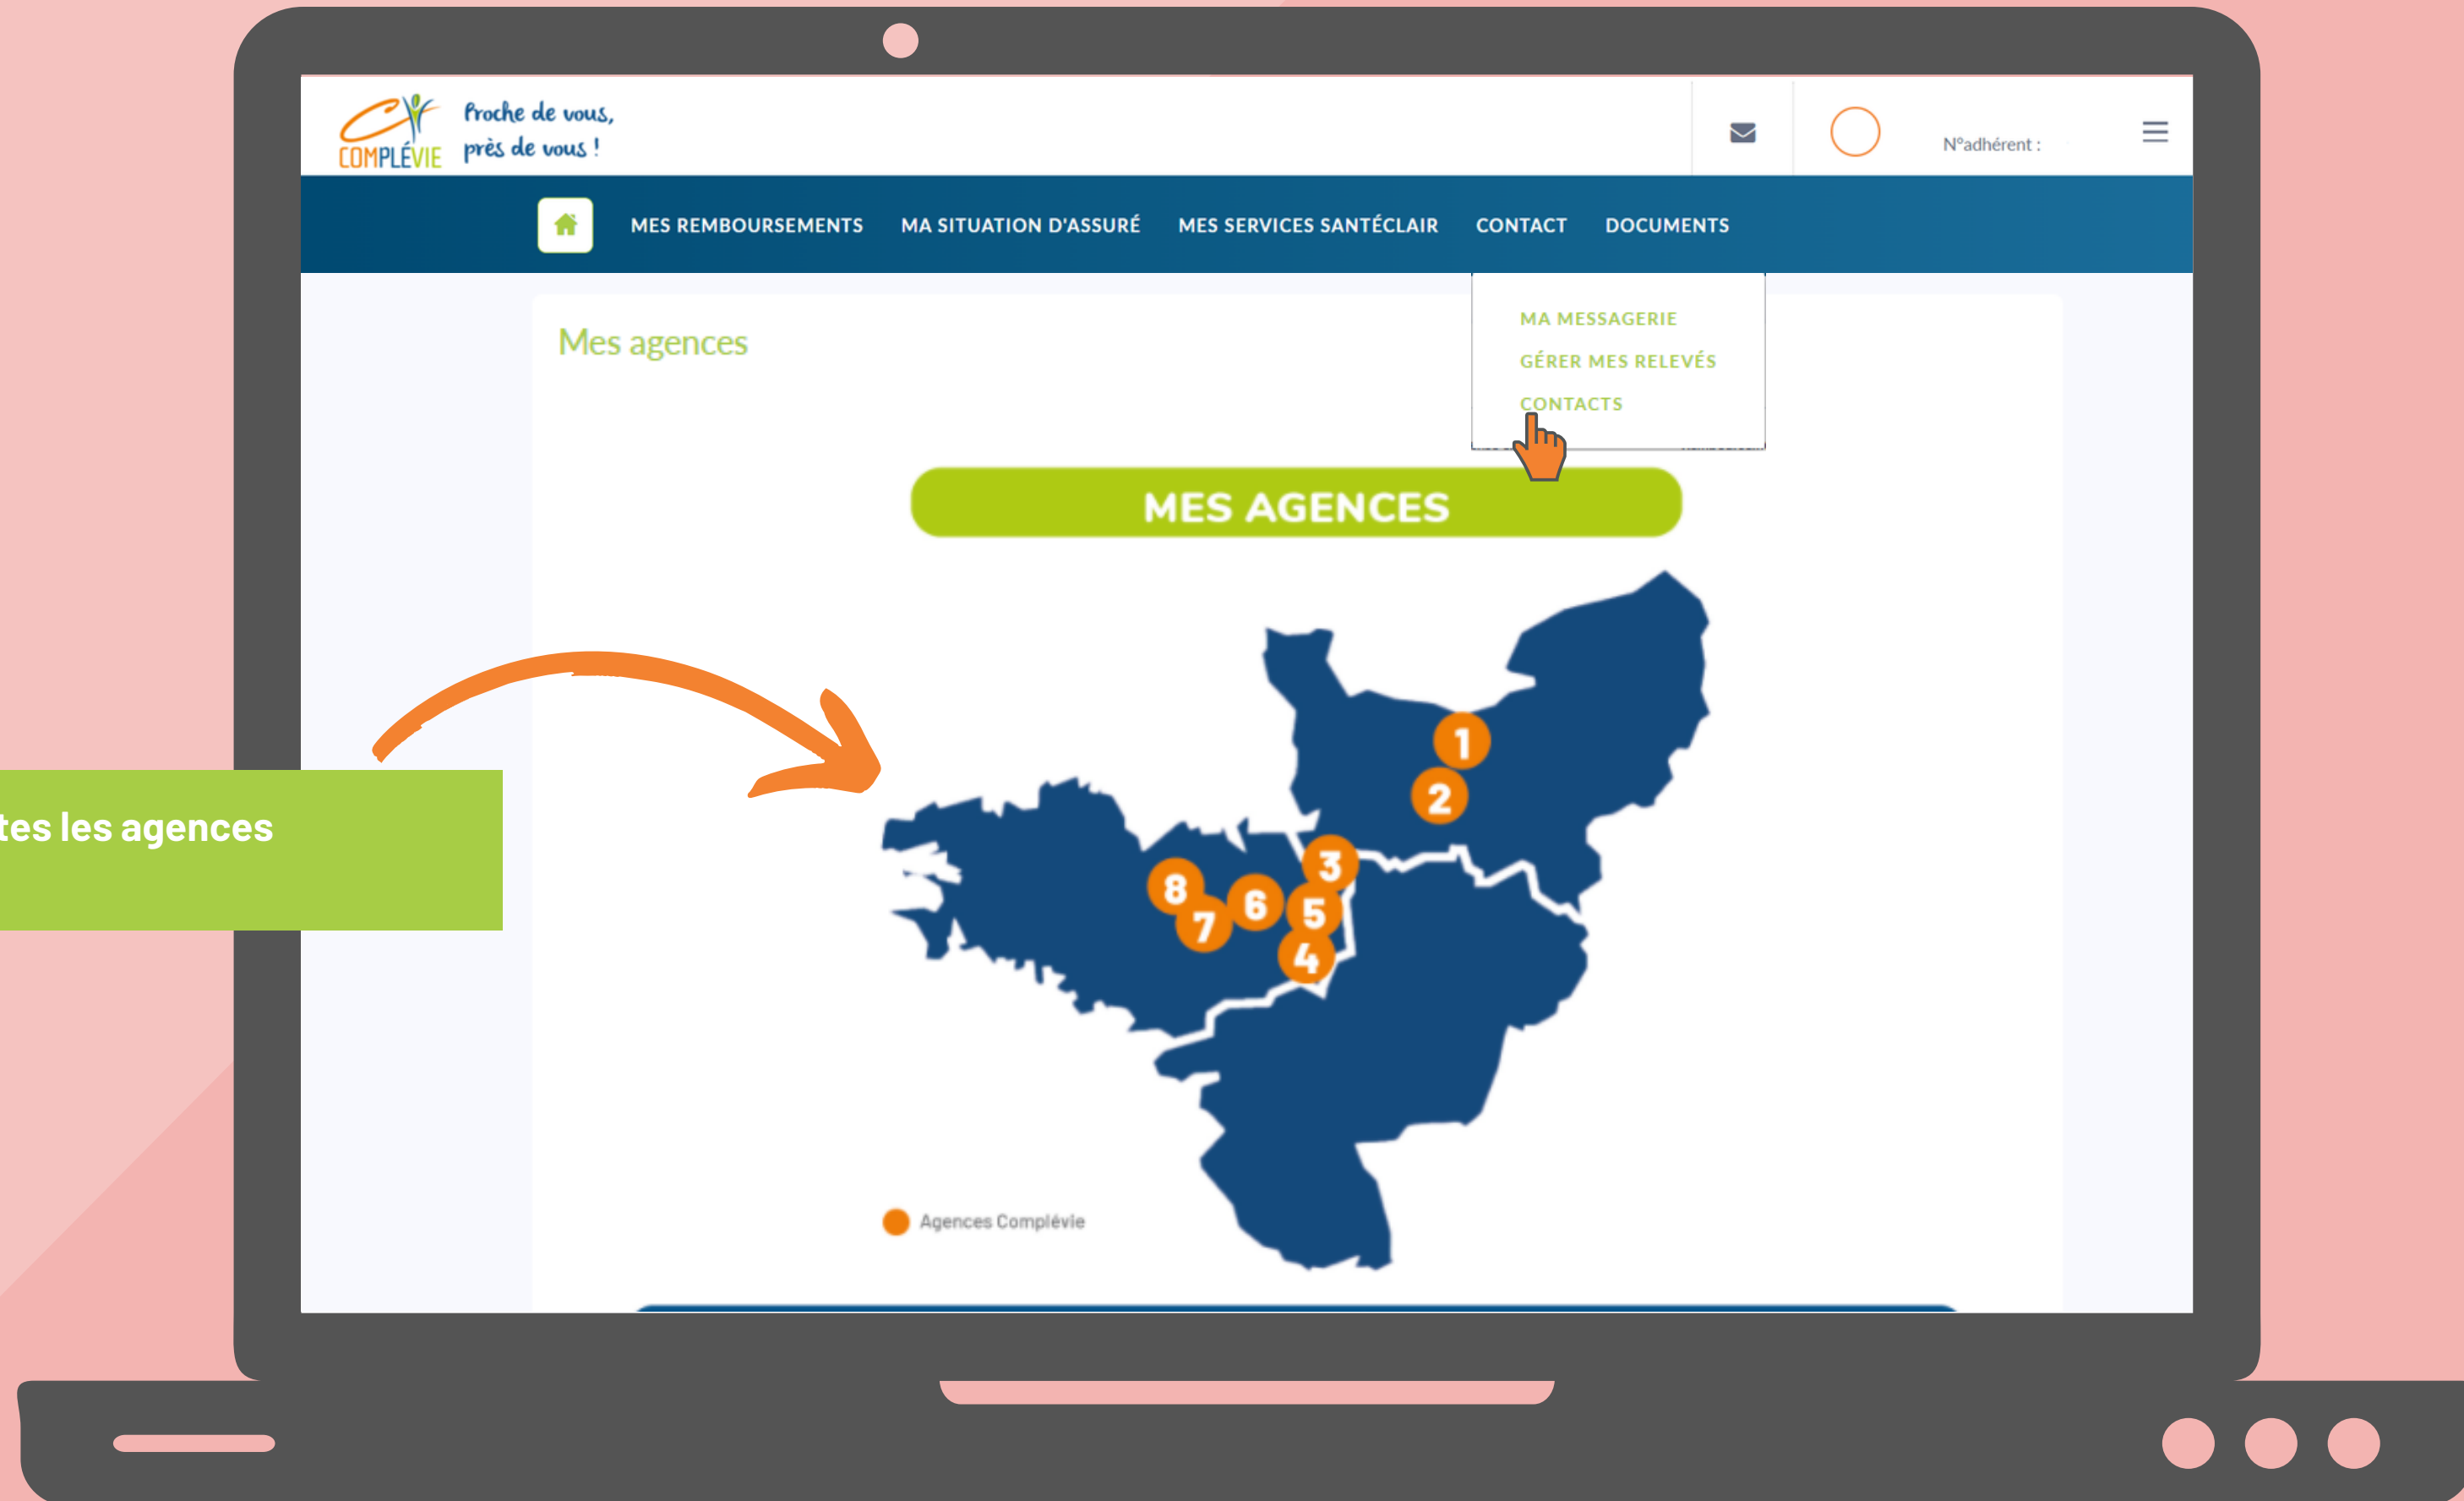 COMPLÉVIE
Proche de vous,
près de vous !
N°adhérent :
MES REMBOURSEMENTS MA SITUATION D'ASSURÉ MES SERVICES SANTÉCLAIR CONTACT DOCUMENTS
MA MESSAGERIE
GÉRER MES RELEVÉS
CONTACTS
Mes agences
MES AGENCES
1
2
3
8
6
5
7
4
tes les agences
Agences Complévie